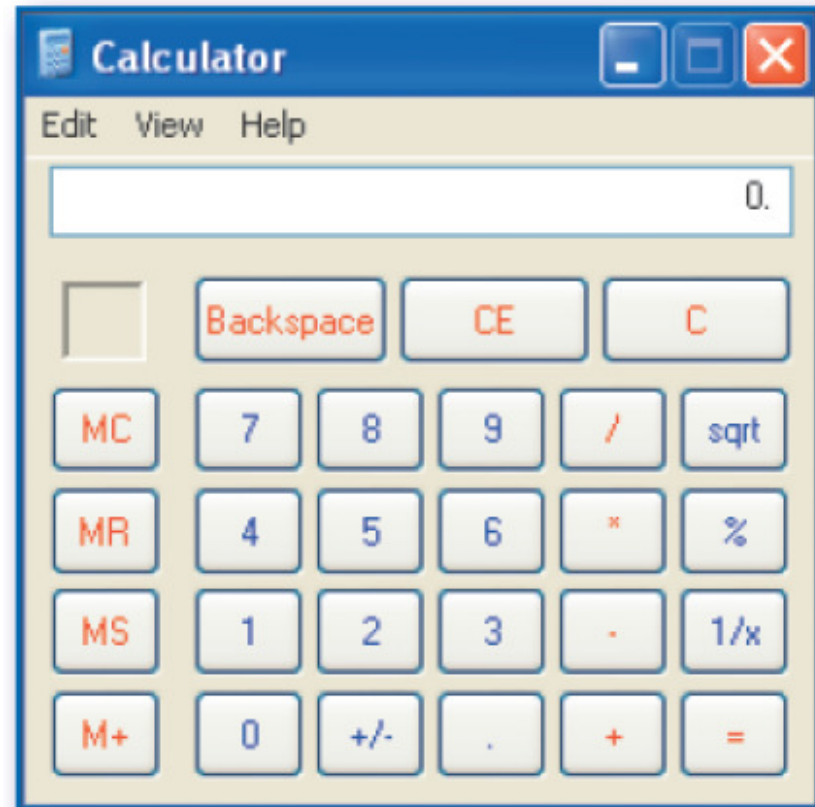 Calculator
Edit View Help
0.
Backspace CE C
MC 7 8 9 / sqrt
MR 4 5 6 * %
MS 1 2 3 - 1/x
M+ 0 +/- . + =